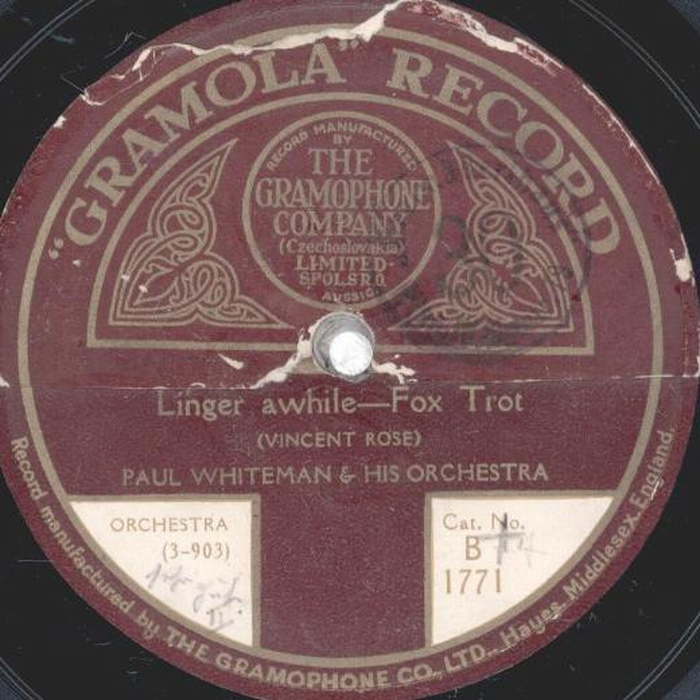 "GRAMOLA" RECORD
RECORD MANUFACTURED
BY
THE
GRAMOPHONE
COMPANY
(Czechoslovakia)
LIMITED-
SPOL.SR.O.
AUSSIG
Linger awhile—Fox Trot
(VINCENT ROSE)
PAUL WHITEMAN & HIS ORCHESTRA
ORCHESTRA
(3-903)
Cat. No.
B
1771
Record manufactured by THE GRAMOPHONE CO., LTD., Hayes, Middlesex, England.